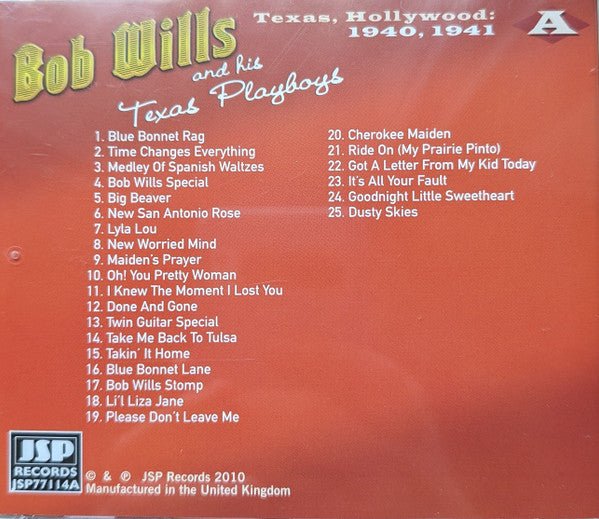 Bob Wills
and his
Texas Playboys
Texas, Hollywood:
1940, 1941
A
1. Blue Bonnet Rag
2. Time Changes Everything
3. Medley Of Spanish Waltzes
4. Bob Wills Special
5. Big Beaver
6. New San Antonio Rose
7. Lyla Lou
8. New Worried Mind
9. Maiden's Prayer
10. Oh! You Pretty Woman
11. I Knew The Moment I Lost You
12. Done And Gone
13. Twin Guitar Special
14. Take Me Back To Tulsa
15. Takin' It Home
16. Blue Bonnet Lane
17. Bob Wills Stomp
18. Li'l Liza Jane
19. Please Don't Leave Me
20. Cherokee Maiden
21. Ride On (My Prairie Pinto)
22. Got A Letter From My Kid Today
23. It's All Your Fault
24. Goodnight Little Sweetheart
25. Dusty Skies
JSP
RECORDS
JSP77114A
© & ℗ JSP Records 2010
Manufactured in the United Kingdom